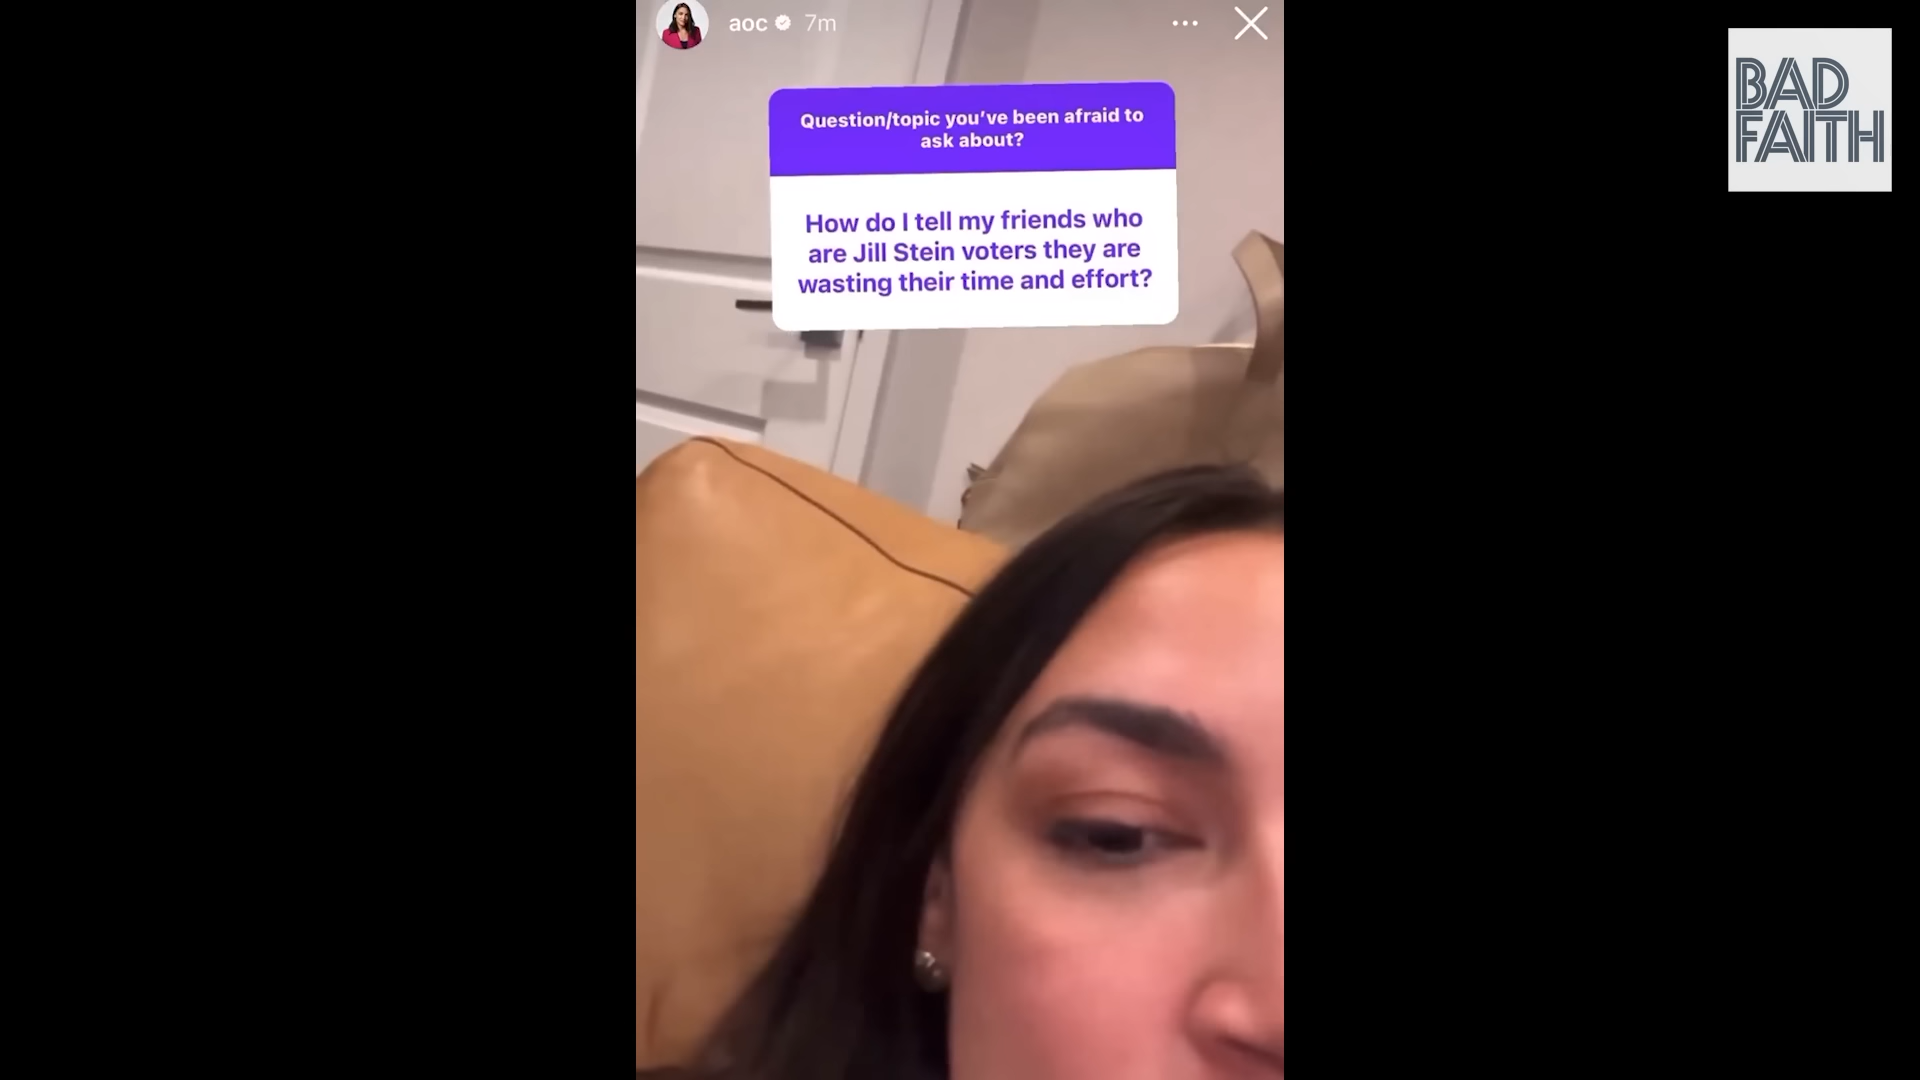 aoc 7m
Question/topic you've been afraid to
ask about?
How do I tell my friends who
are Jill Stein voters they are
wasting their time and effort?
BAD
FAITH